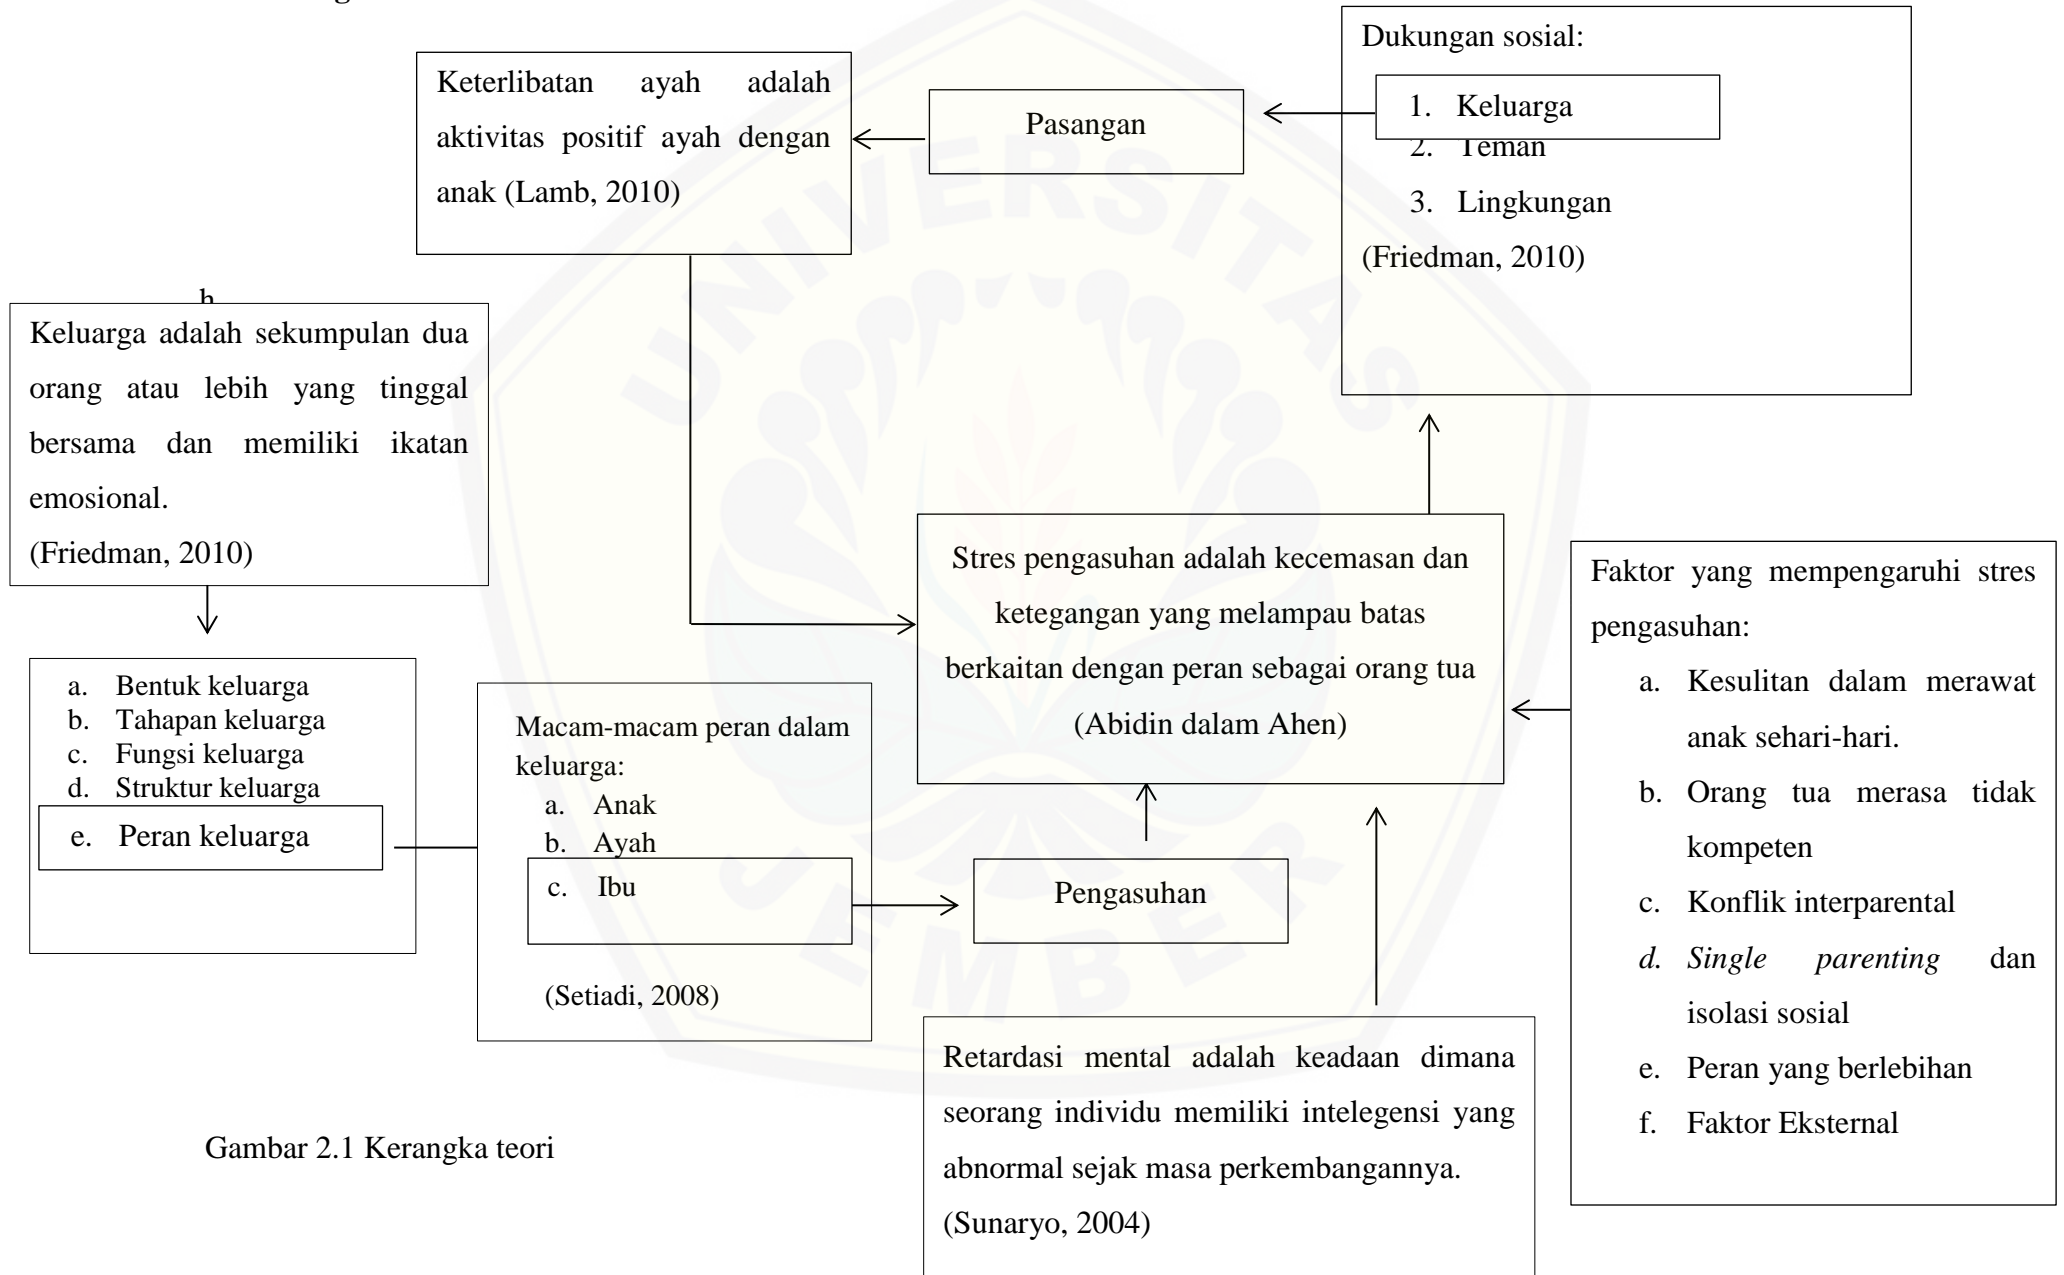 Dukungan sosial:
1. Keluarga
2. Teman
3. Lingkungan
(Friedman, 2010)
Pasangan
Keterlibatan ayah adalah
aktivitas positif ayah dengan
anak (Lamb, 2010)
h
Keluarga adalah sekumpulan dua
orang atau lebih yang tinggal
bersama dan memiliki ikatan
emosional.
(Friedman, 2010)
a. Bentuk keluarga
b. Tahapan keluarga
c. Fungsi keluarga
d. Struktur keluarga
e. Peran keluarga
Macam-macam peran dalam
keluarga:
a. Anak
b. Ayah
c. Ibu
(Setiadi, 2008)
Pengasuhan
Stres pengasuhan adalah kecemasan dan
ketegangan yang melampau batas
berkaitan dengan peran sebagai orang tua
(Abidin dalam Ahen)
Faktor yang mempengaruhi stres
pengasuhan:
a. Kesulitan dalam merawat
anak sehari-hari.
b. Orang tua merasa tidak
kompeten
c. Konflik interparental
d. Single parenting dan
isolasi sosial
e. Peran yang berlebihan
f. Faktor Eksternal
Retardasi mental adalah keadaan dimana
seorang individu memiliki intelegensi yang
abnormal sejak masa perkembangannya.
(Sunaryo, 2004)
Gambar 2.1 Kerangka teori
UNIVERSITAS
JEMBER